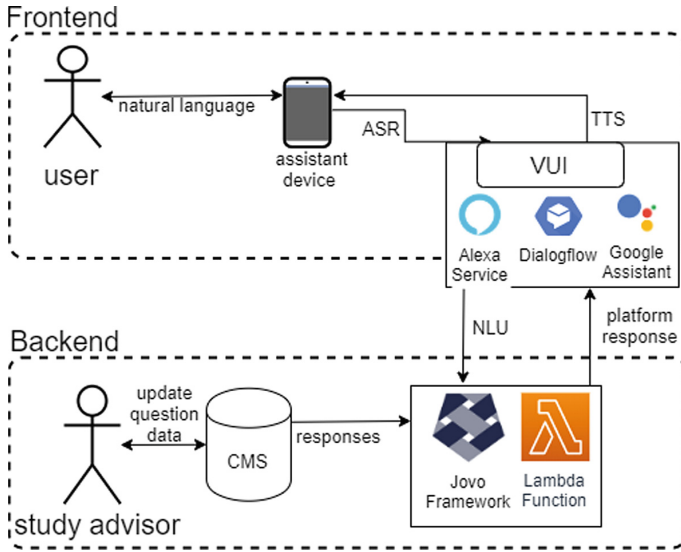 Frontend
natural language
user
assistant
device
ASR
TTS
VUI
Alexa
Service
Dialogflow
Google
Assistant
NLU
platform
response
Backend
update
question
data
study advisor
CMS
responses
Jovo
Framework
Lambda
Function